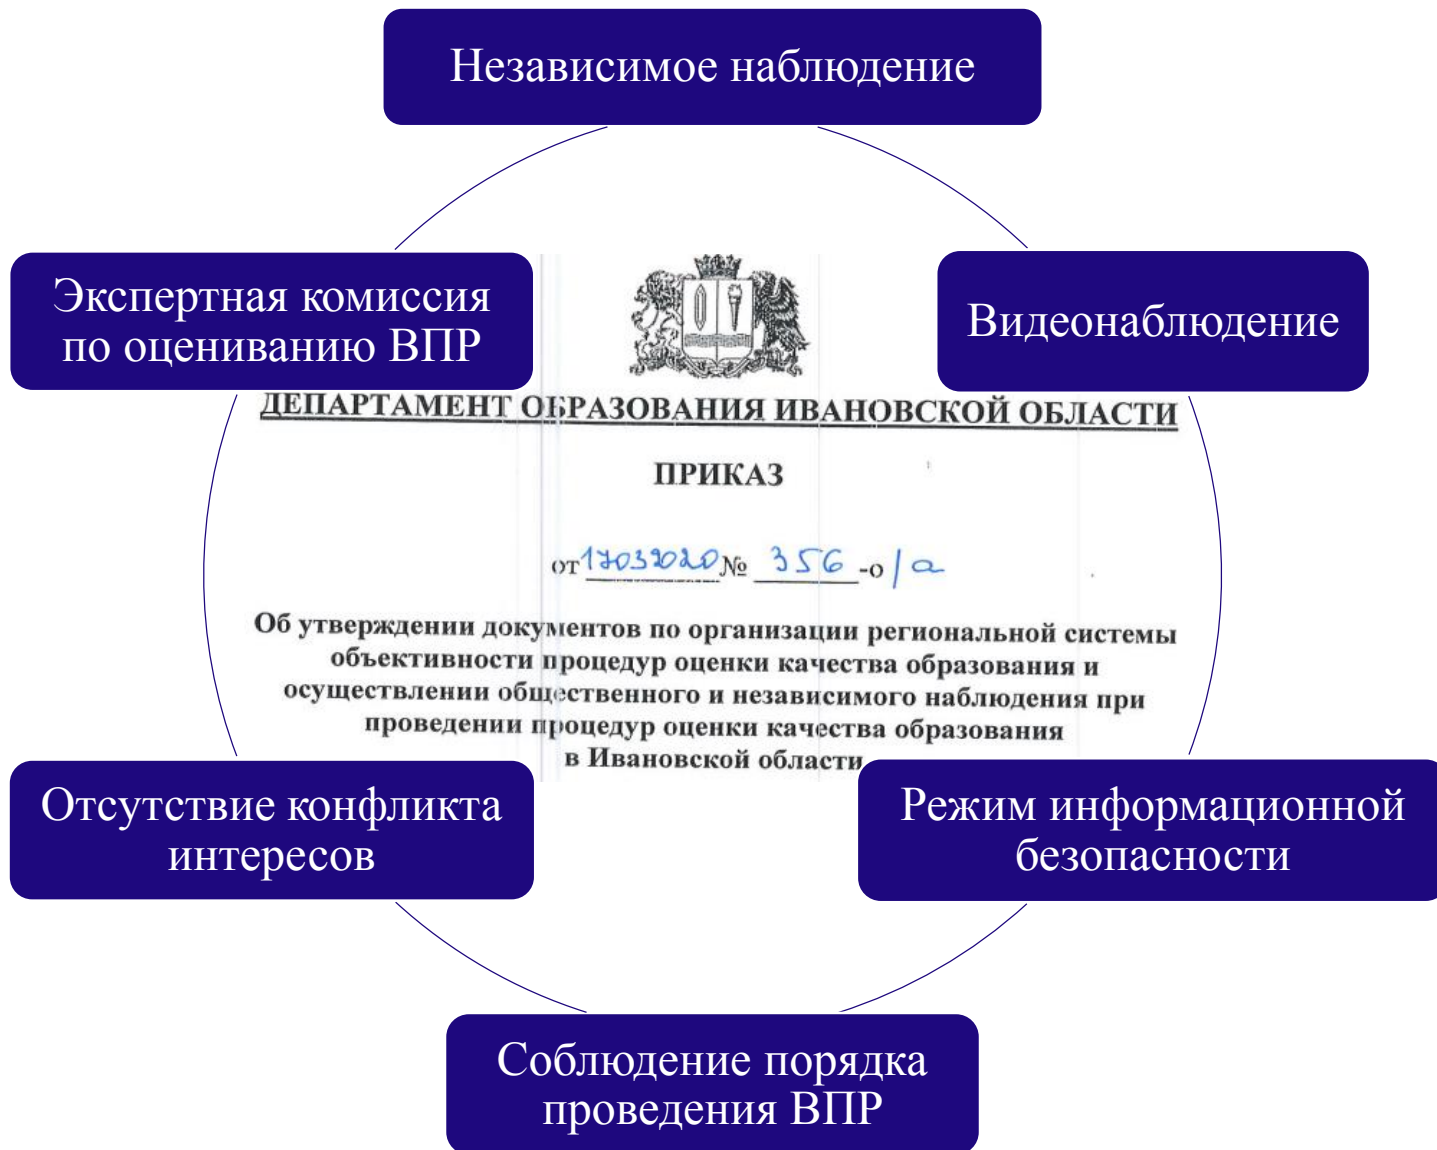 Независимое наблюдение
Экспертная комиссия
по оцениванию ВПР
Видеонаблюдение
ДЕПАРТАМЕНТ ОБРАЗОВАНИЯ ИВАНОВСКОЙ ОБЛАСТИ
ПРИКАЗ
от 17032020 № 356 -о/а
Об утверждении документов по организации региональной системы
объективности процедур оценки качества образования и
осуществлении общественного и независимого наблюдения при
проведении процедур оценки качества образования
в Ивановской области
Отсутствие конфликта
интересов
Режим информационной
безопасности
Соблюдение порядка
проведения ВПР